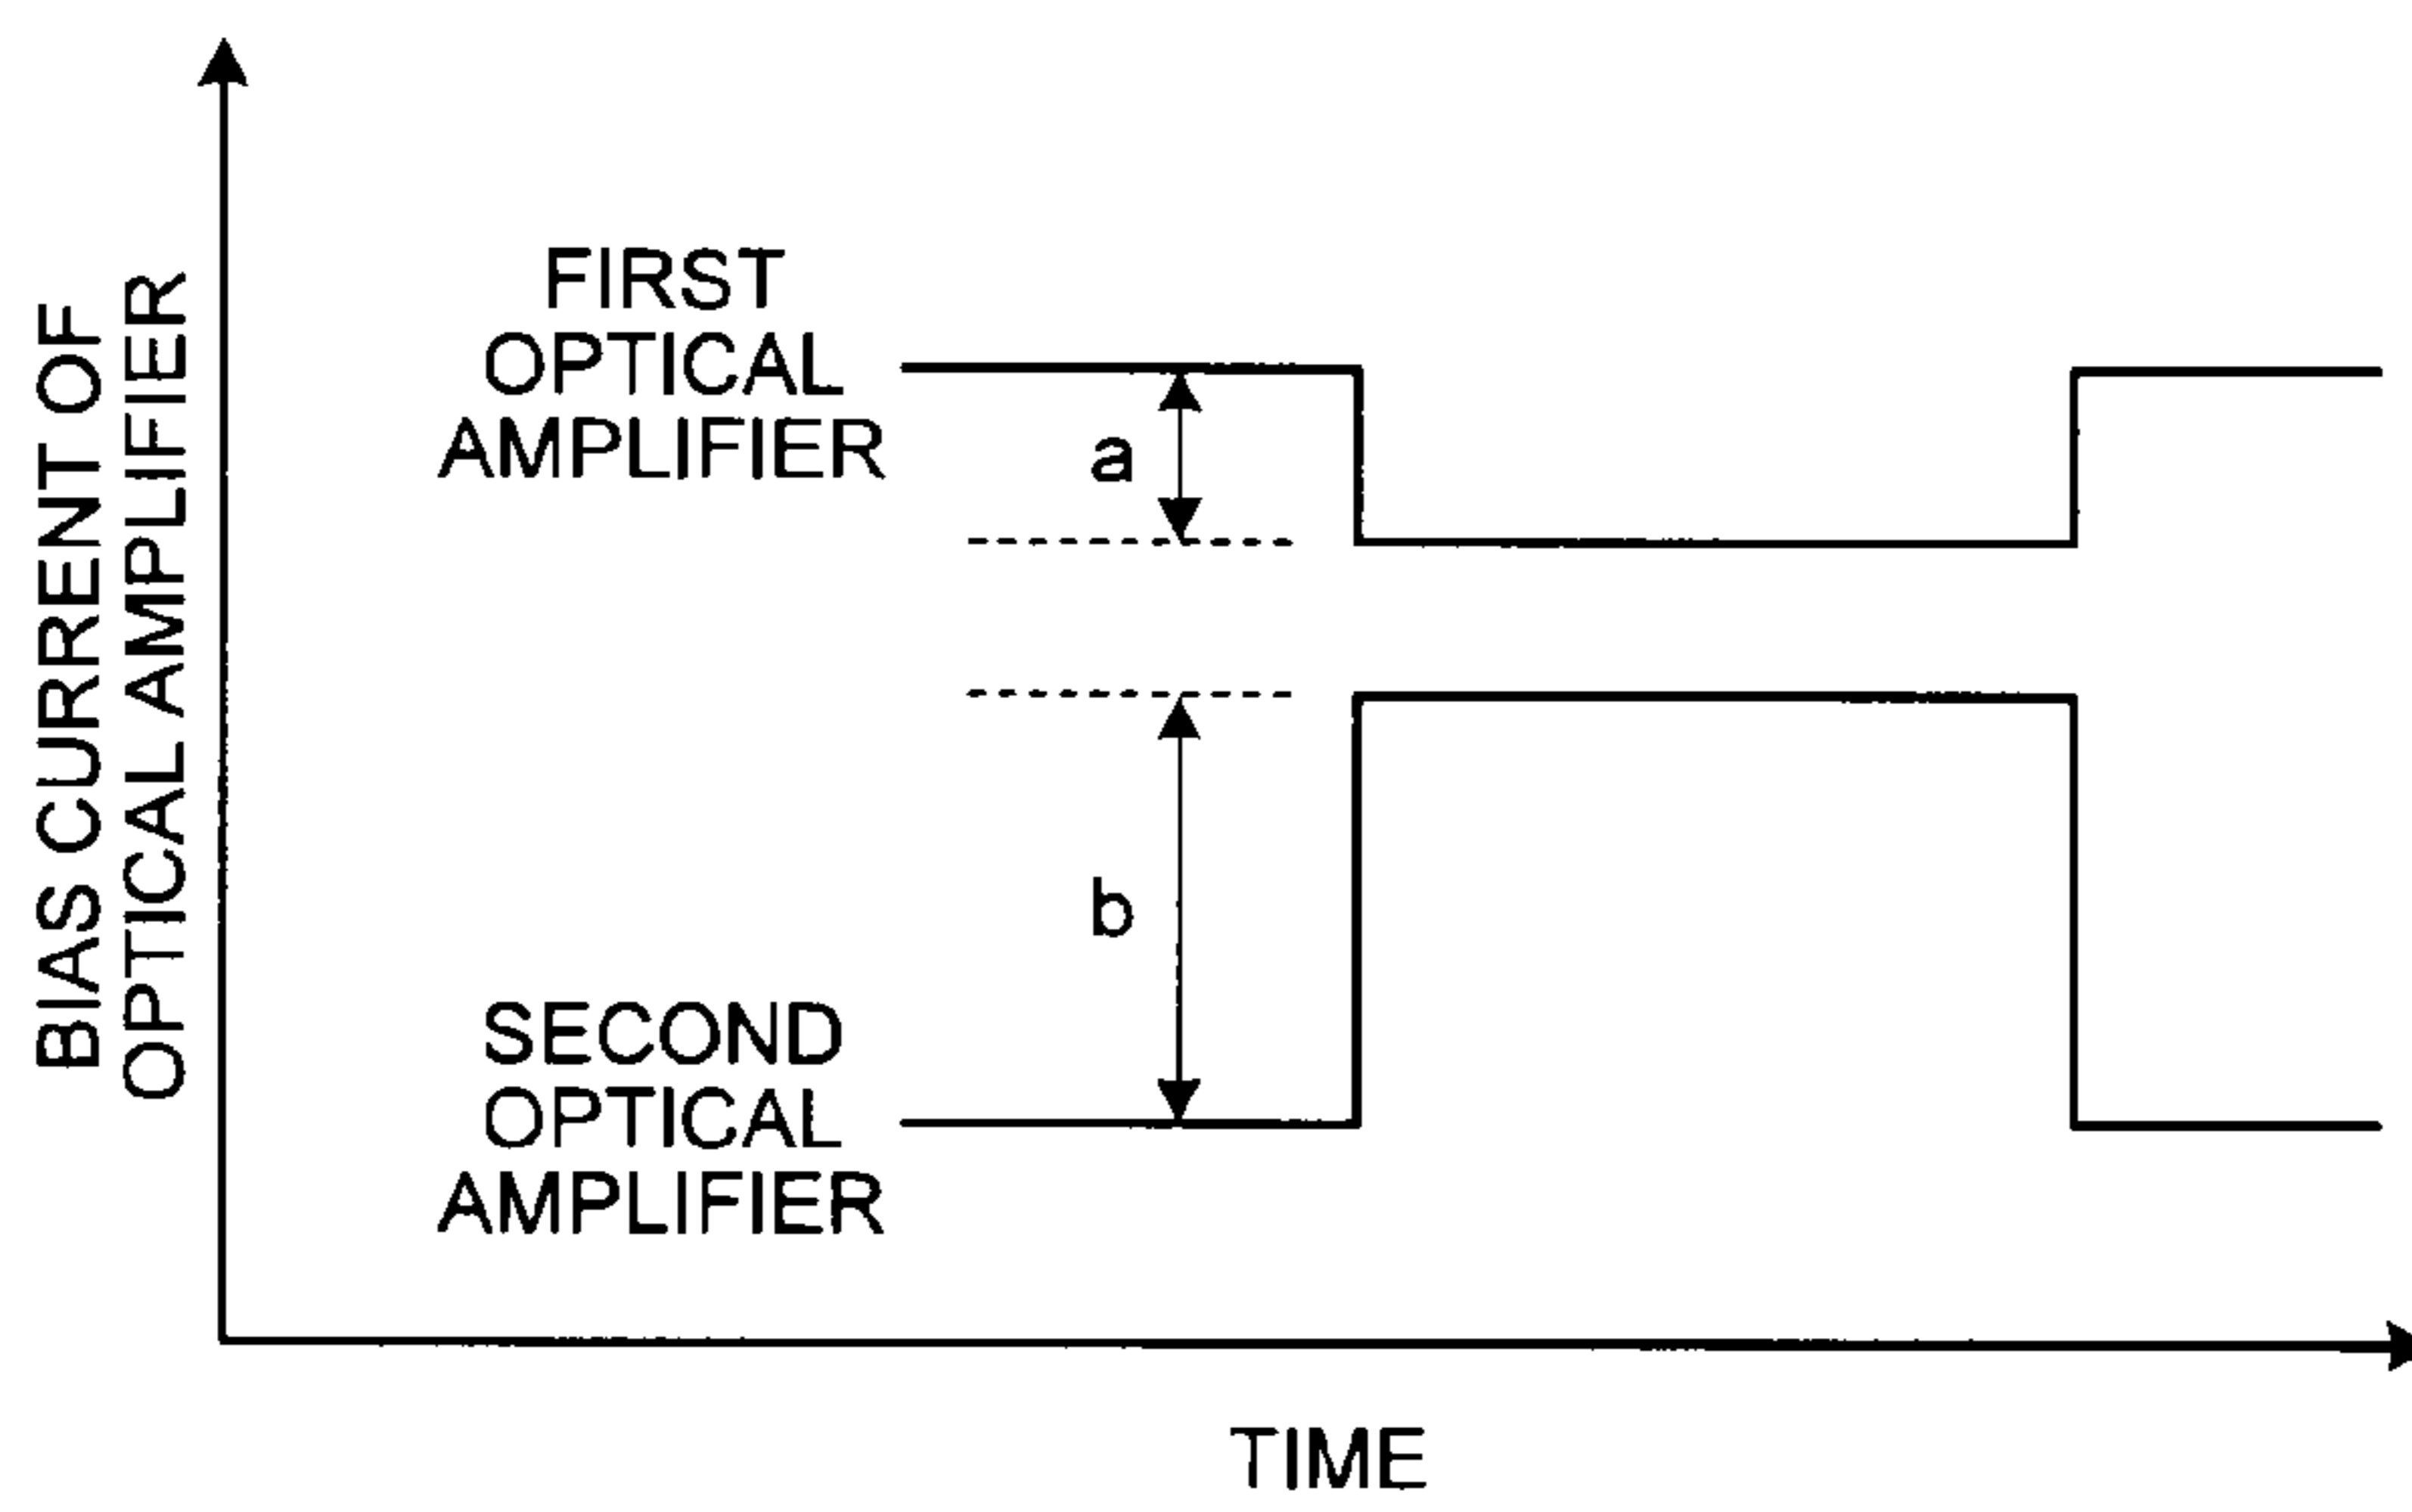 BIAS CURRENT OF
OPTICAL AMPLIFIER
FIRST
OPTICAL
AMPLIFIER
a
b
SECOND
OPTICAL
AMPLIFIER
TIME